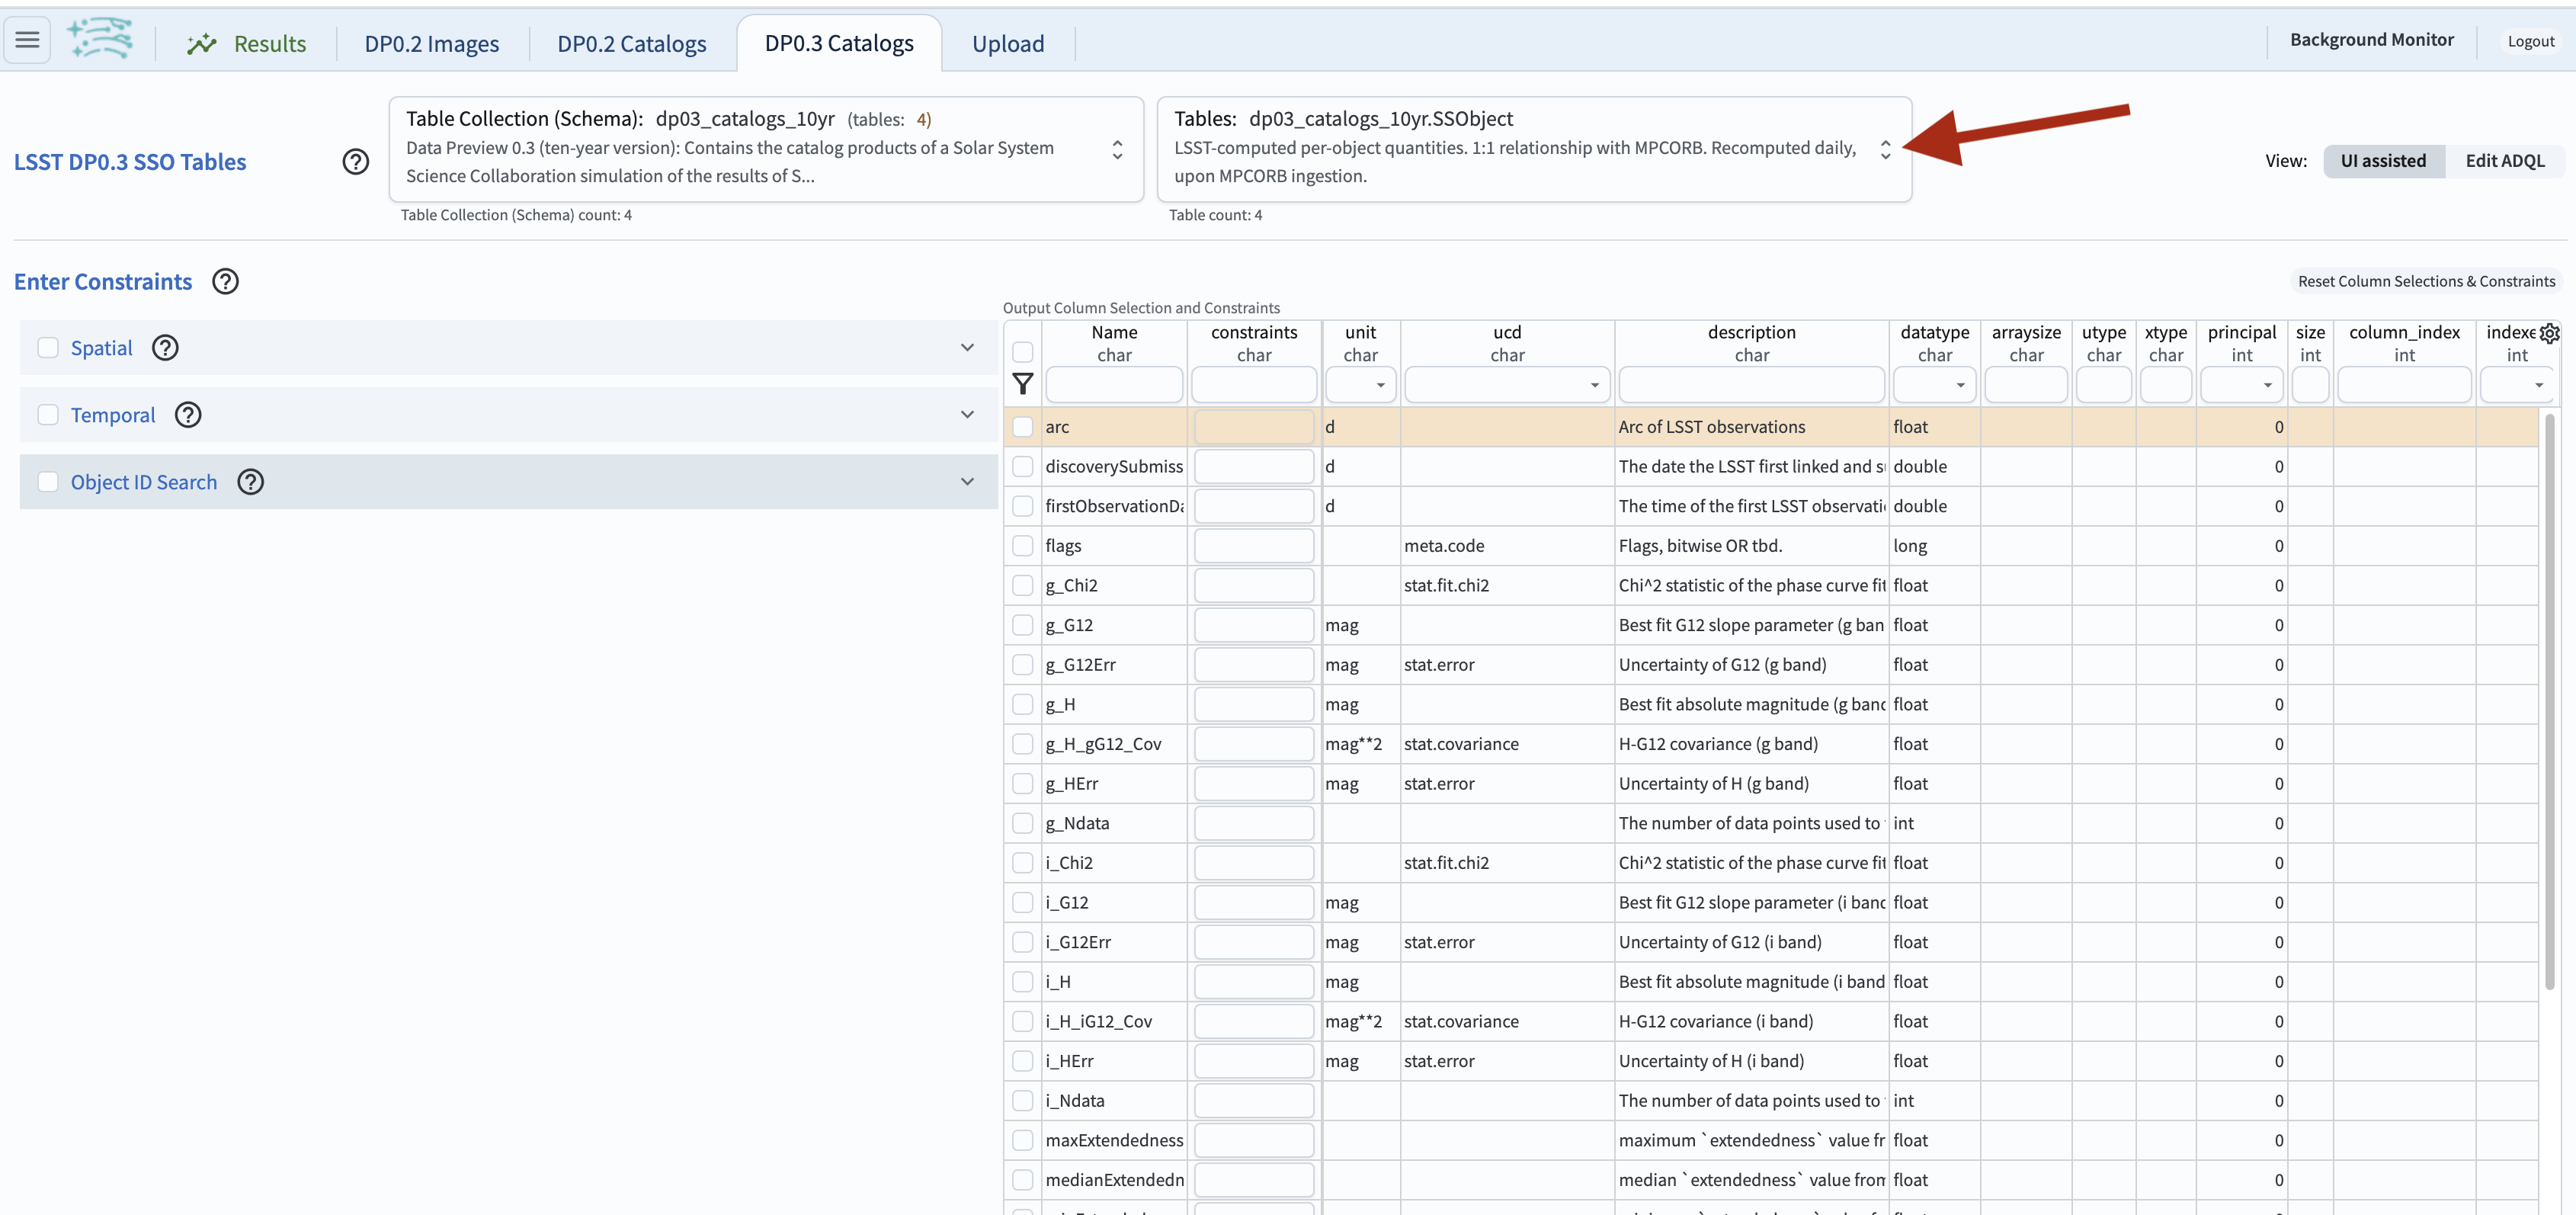 Results DP0.2 Images DP0.2 Catalogs DP0.3 Catalogs Upload Background Monitor Logout
LSST DP0.3 SSO Tables
Table Collection (Schema): dp03_catalogs_10yr (tables: 4)
Data Preview 0.3 (ten-year version): Contains the catalog products of a Solar System
Science Collaboration simulation of the results of S...
Table Collection (Schema) count: 4
Tables: dp03_catalogs_10yr.SSObject
LSST-computed per-object quantities. 1:1 relationship with MPCORB. Recomputed daily,
upon MPCORB ingestion.
Table count: 4
View: UI assisted Edit ADQL
Enter Constraints
Reset Column Selections & Constraints
Spatial
Temporal
Object ID Search
Output Column Selection and Constraints
Name constraints unit ucd description datatype arraysize utype xtype principal size column_index indexe
char char char char char char char char char int int int int
arc d Arc of LSST observations float 0
discoverySubmiss d The date the LSST first linked and su double 0
firstObservationDa d The time of the first LSST observati double 0
flags meta.code Flags, bitwise OR tbd. long 0
g_Chi2 stat.fit.chi2 Chi^2 statistic of the phase curve fit float 0
g_G12 mag Best fit G12 slope parameter (g ban float 0
g_G12Err mag stat.error Uncertainty of G12 (g band) float 0
g_H mag Best fit absolute magnitude (g banc float 0
g_H_gG12_Cov mag**2 stat.covariance H-G12 covariance (g band) float 0
g_HErr mag stat.error Uncertainty of H (g band) float 0
g_Ndata The number of data points used to int 0
i_Chi2 stat.fit.chi2 Chi^2 statistic of the phase curve fit float 0
i_G12 mag Best fit G12 slope parameter (i banc float 0
i_G12Err mag stat.error Uncertainty of G12 (i band) float 0
i_H mag Best fit absolute magnitude (i band float 0
i_H_iG12_Cov mag**2 stat.covariance H-G12 covariance (i band) float 0
i_HErr mag stat.error Uncertainty of H (i band) float 0
i_Ndata The number of data points used to int 0
maxExtendedness maximum `extendedness` value fr float 0
medianExtendedn median `extendedness` value from float 0